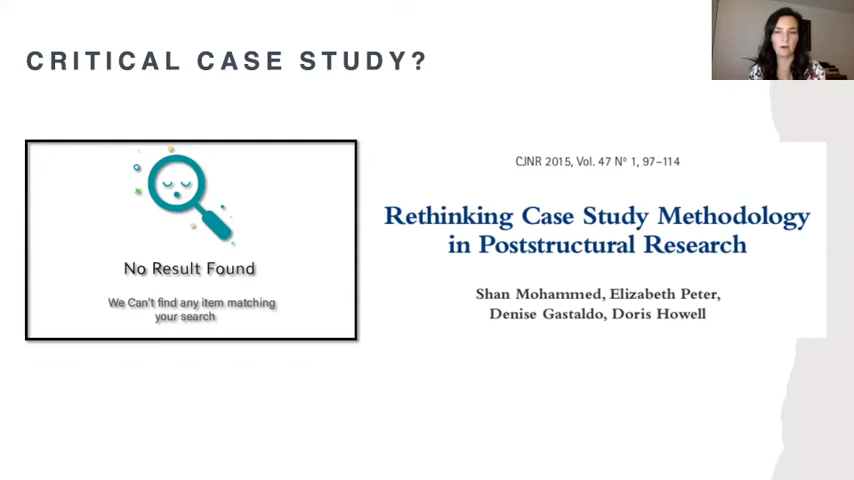 CRITICAL CASE STUDY?
No Result Found
We Can't find any item matching
your search
CJNR 2015, Vol. 47 Nº 1, 97–114
Rethinking Case Study Methodology
in Poststructural Research
Shan Mohammed, Elizabeth Peter,
Denise Gastaldo, Doris Howell